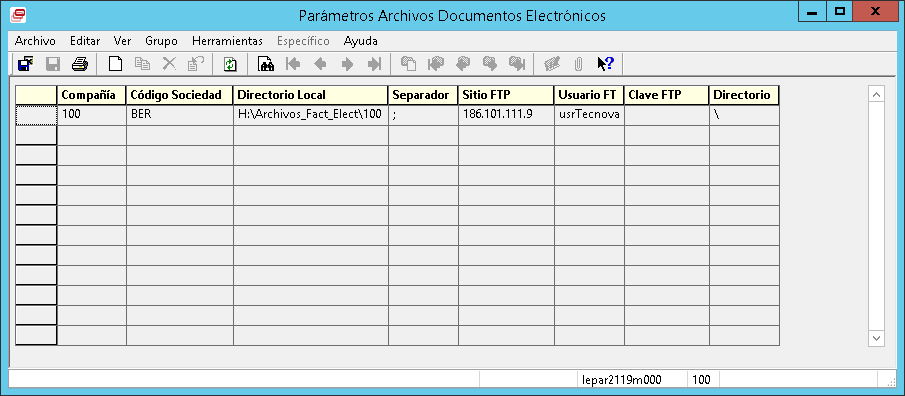 Parámetros Archivos Documentos Electrónicos
Archivo Editar Ver Grupo Herramientas Específico Ayuda
Compañía Código Sociedad Directorio Local Separador Sitio FTP Usuario FT Clave FTP Directorio
100 BER H:\Archivos_Fact_Elect\100 ; 186.101.111.9 usrTecnova \
lepar2119m000 100